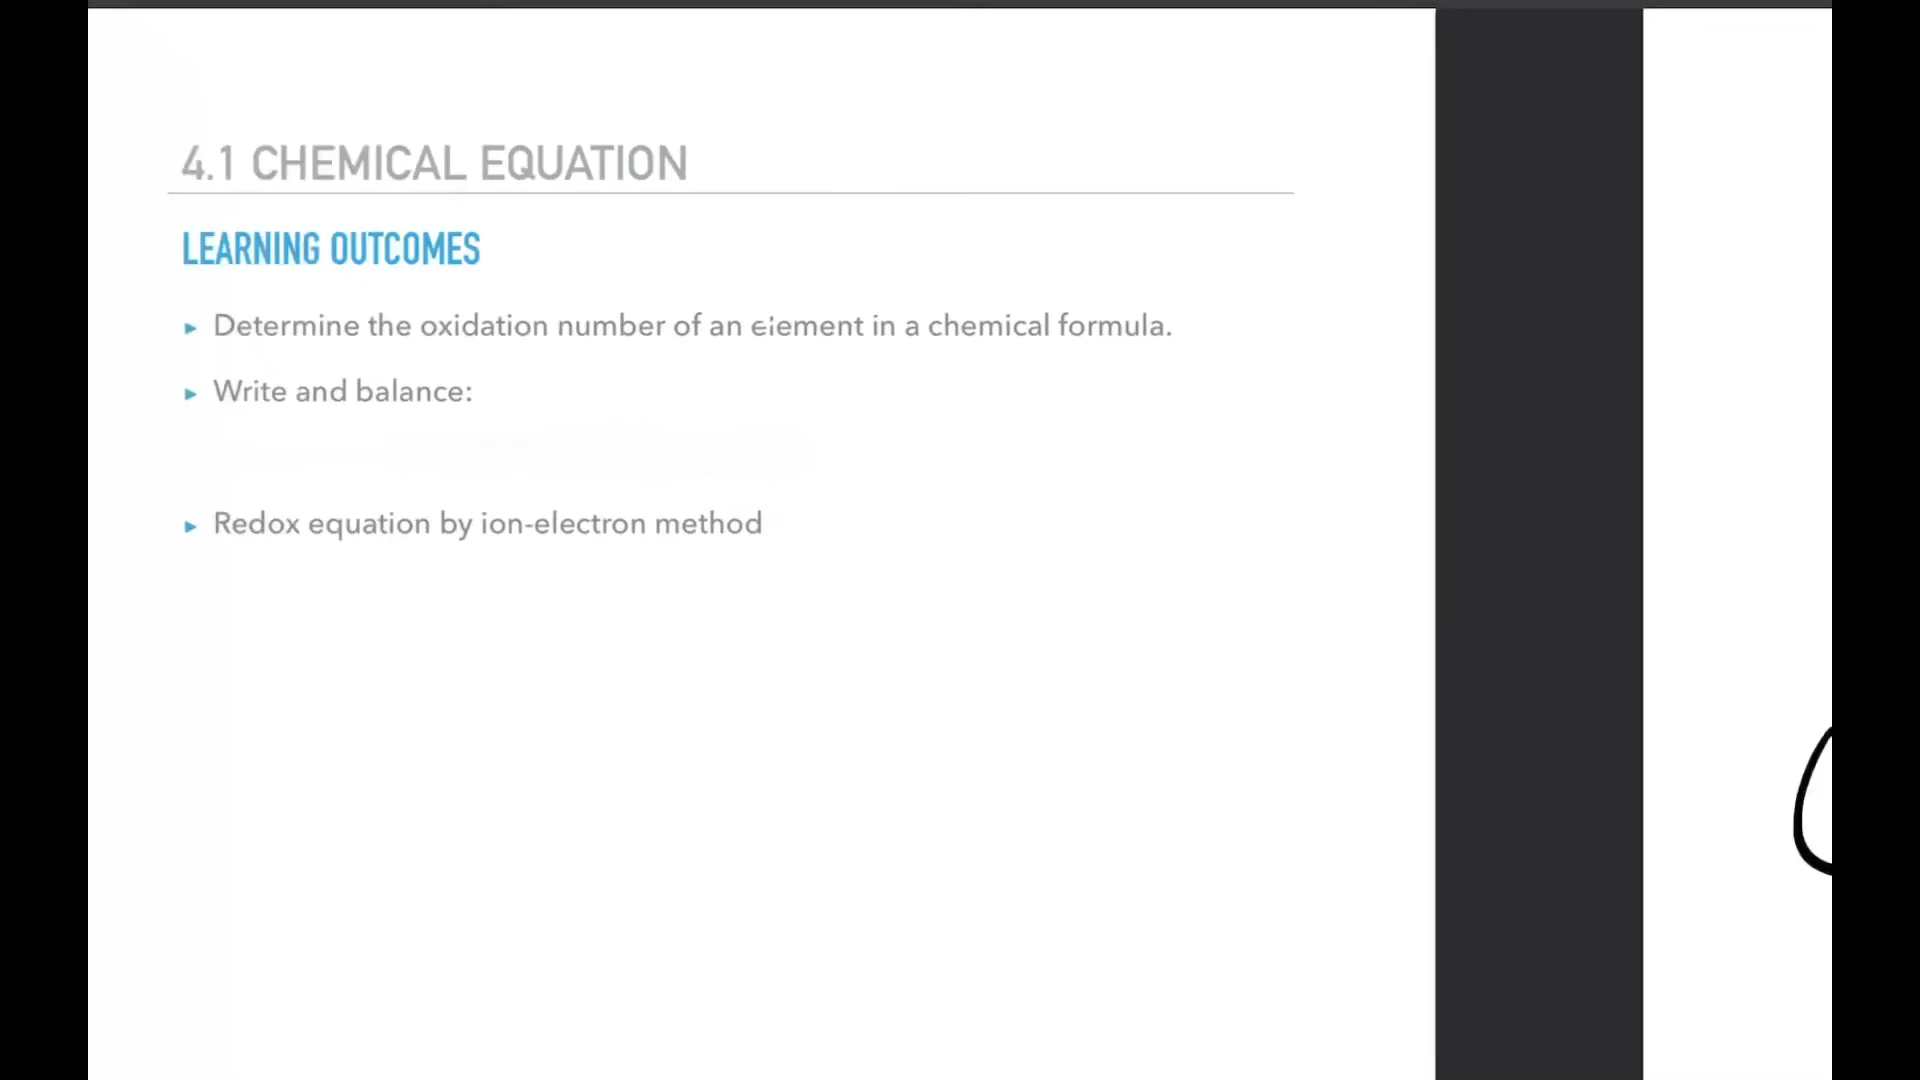 4.1 CHEMICAL EQUATION
LEARNING OUTCOMES
▸ Determine the oxidation number of an element in a chemical formula.
▸ Write and balance:
▸ Redox equation by ion-electron method